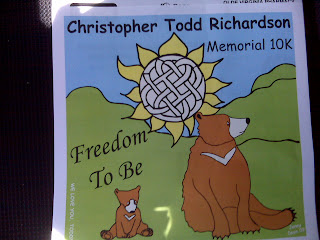 Christopher Todd Richardson
Memorial 10K
Freedom
To Be